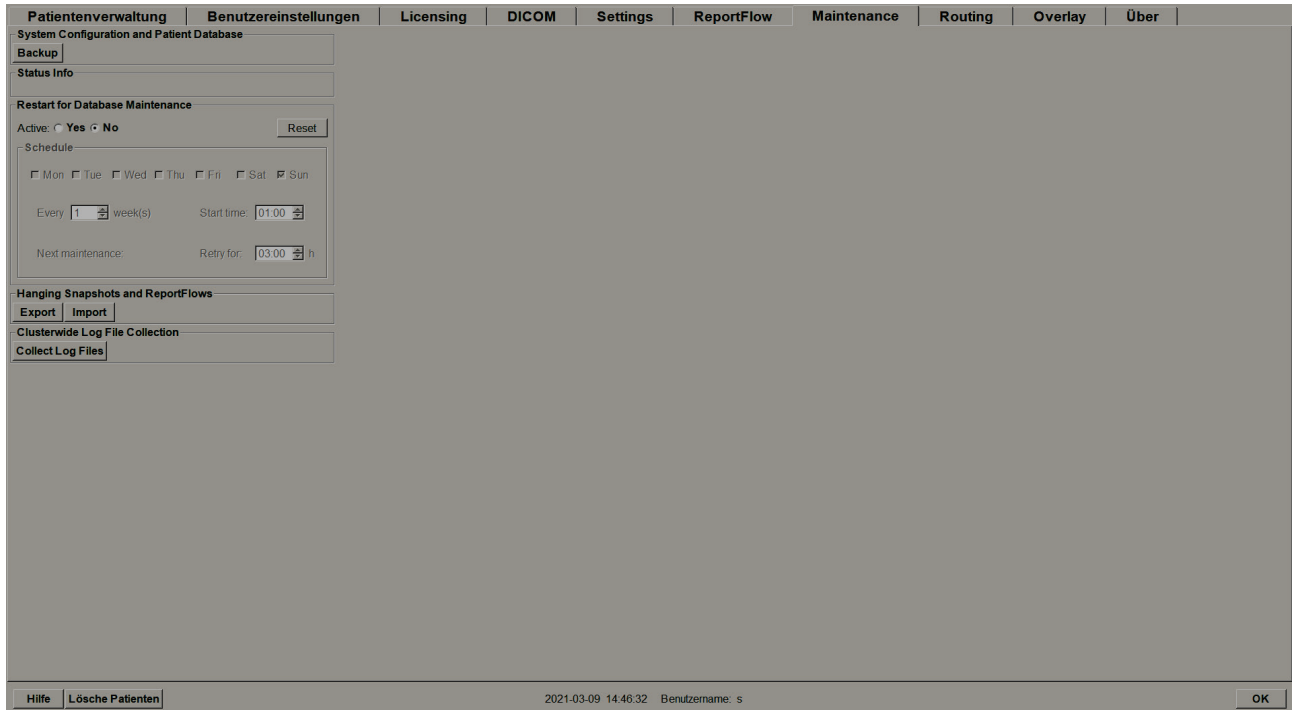 Patientenverwaltung Benutzereinstellungen Licensing DICOM Settings ReportFlow Maintenance Routing Overlay Über
System Configuration and Patient Database
Backup
Status Info
Restart for Database Maintenance
Active: Yes No Reset
Schedule
Mon Tue Wed Thu Fri Sat Sun
Every 1 week(s) Start time: 01:00
Next maintenance: Retry for: 03:00 h
Hanging Snapshots and ReportFlows
Export Import
Clusterwide Log File Collection
Collect Log Files
Hilfe Lösche Patienten 2021-03-09 14:46:32 Benutzername: s OK